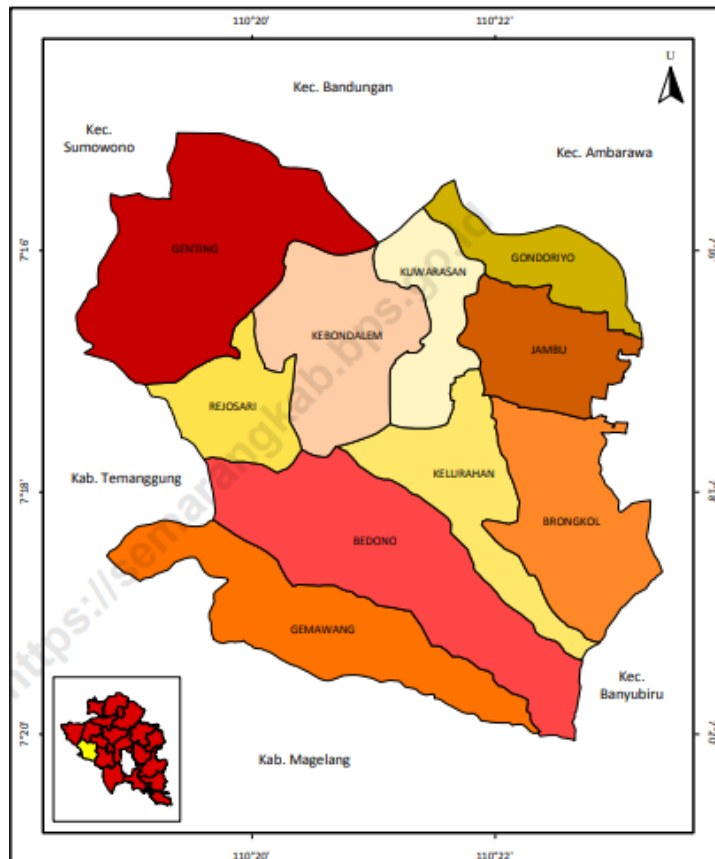 110°20' 110°22'
U
Kec. Bandungan
Kec.
Sumowono
Kec. Ambarawa
7°16' 7°16'
GENTING
GONDORIYO
KUWARASAN
KEBONDALEM
JAMBU
REJOSARI
KELURAHAN
Kab. Temanggung
7°18' 7°18'
BRONGKOL
BEDONO
GEMAWANG
Kec.
Banyubiru
7°20' 7°20'
Kab. Magelang
110°20' 110°22'
https://semarangkab.bps.go.id